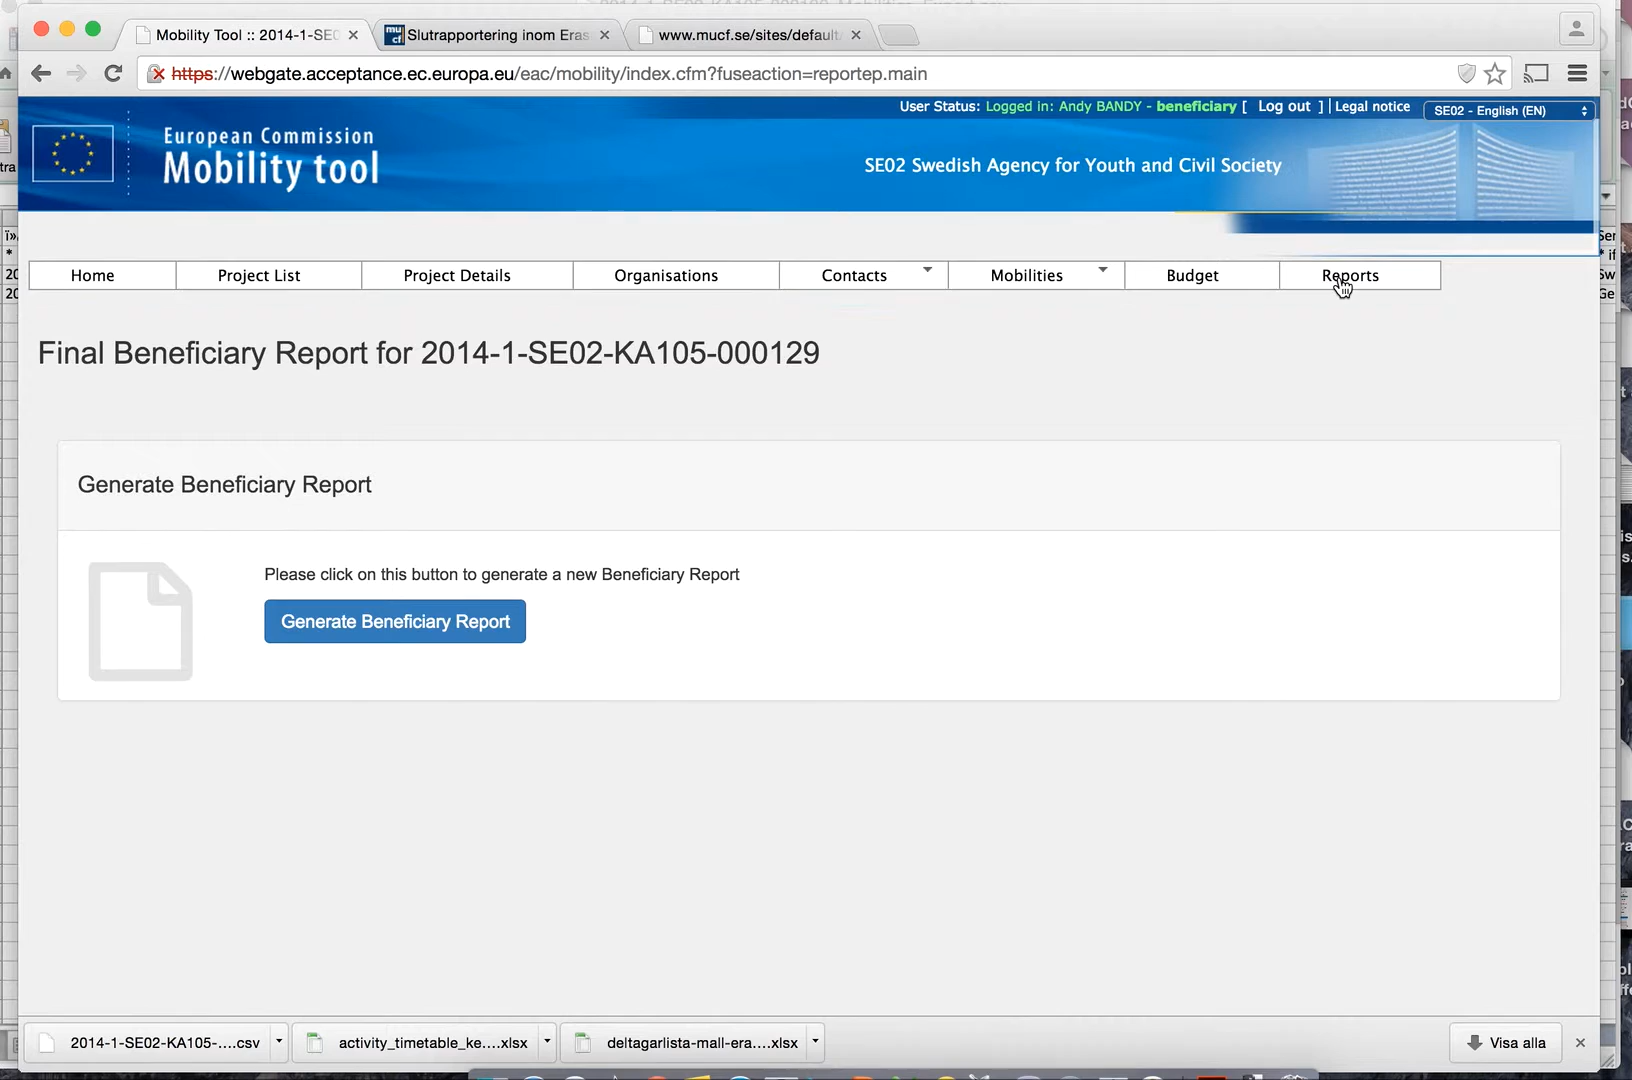 Mobility Tool :: 2014-1-SE0
Slutrapportering inom Eras
www.mucf.se/sites/default
https://webgate.acceptance.ec.europa.eu/eac/mobility/index.cfm?fuseaction=reportep.main
User Status: Logged in: Andy BANDY - beneficiary [ Log out ] | Legal notice
SE02 - English (EN)
European Commission
Mobility tool
SE02 Swedish Agency for Youth and Civil Society
Home
Project List
Project Details
Organisations
Contacts
Mobilities
Budget
Reports
Final Beneficiary Report for 2014-1-SE02-KA105-000129
Generate Beneficiary Report
Please click on this button to generate a new Beneficiary Report
Generate Beneficiary Report
2014-1-SE02-KA105-....csv
activity_timetable_ke....xlsx
deltagarlista-mall-era....xlsx
Visa alla